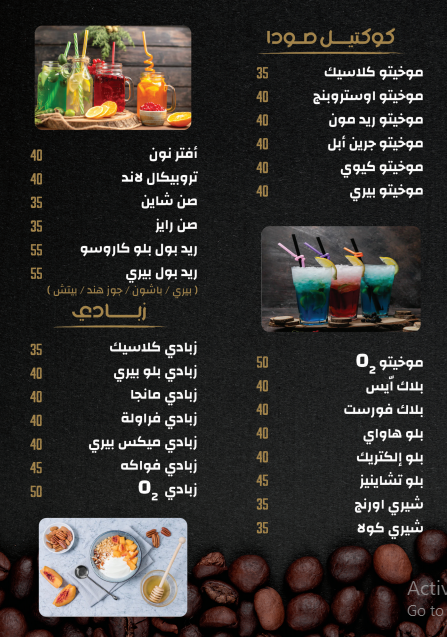 كوكتيل صودا
موخيتو كلاسيك 35
موخيتو اوستروبنج 40
موخيتو ريد مون 40
موخيتو جرين أبل 40
موخيتو كيوي 40
موخيتو بيري 40
موخيتو O2 50
بلاك آيس 40
بلاك فورست 40
بلو هاواي 40
بلو إلكتريك 40
بلو تشاينيز 45
شيري اورنج 35
شيري كولا 35
أفتر نون 40
تروبيكال لاند 40
صن شاين 35
صن رايز 35
ريد بول بلو كاروسو 55
ريد بول بيري 55
( بيري / باشون / جوز هند / بيتش )
زبادي
زبادي كلاسيك 35
زبادي بلو بيري 40
زبادي مانجا 40
زبادي فراولة 40
زبادي ميكس بيري 40
زبادي فواكه 45
زبادي O2 50
Activ
Go to